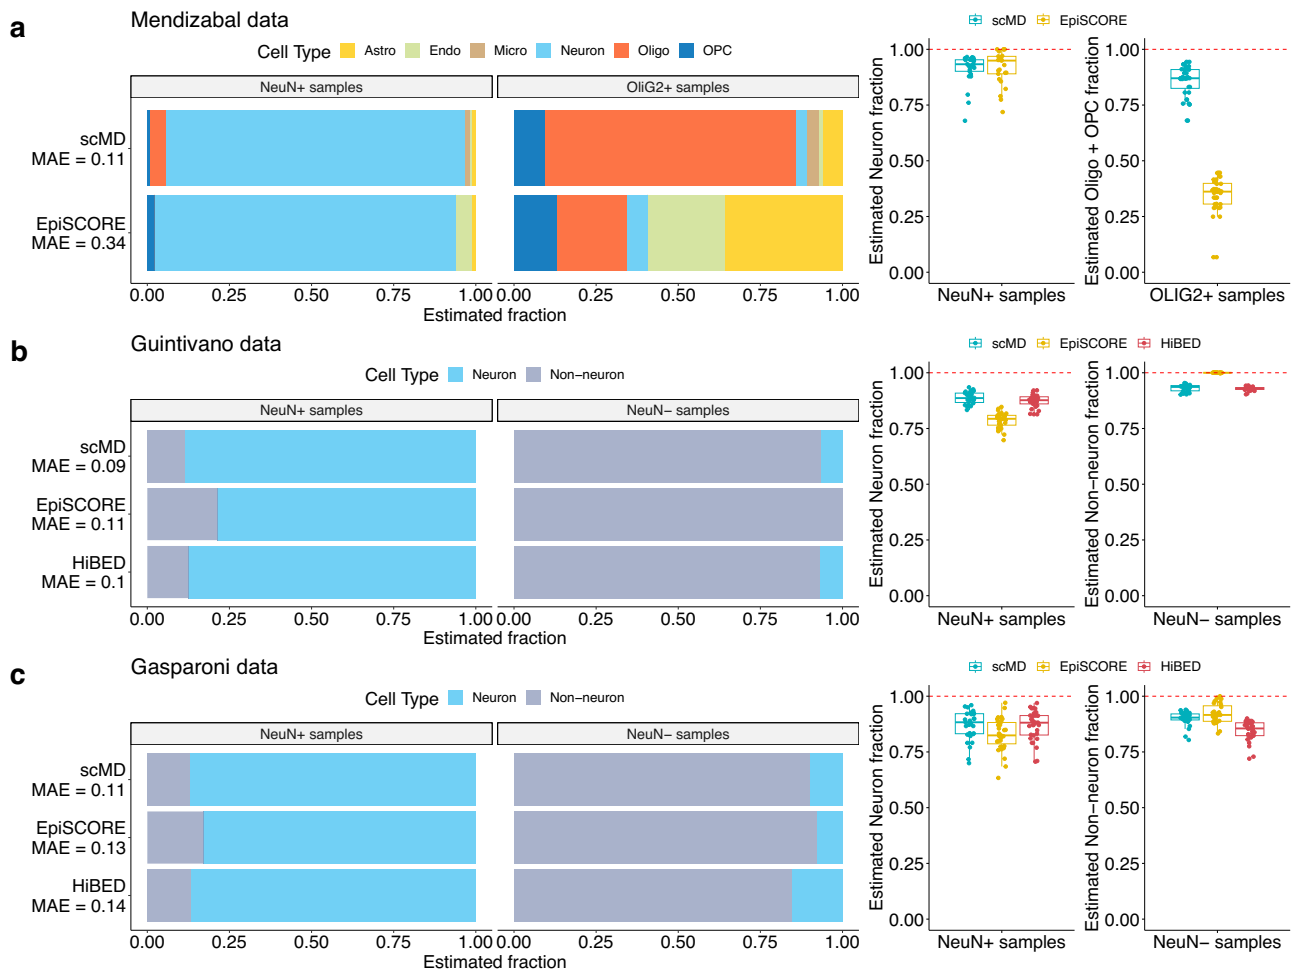 a
Mendizabal data
Cell Type Astro Endo Micro Neuron Oligo OPC
NeuN+ samples OliG2+ samples
scMD
MAE = 0.11
EpiSCORE
MAE = 0.34
0.00 0.25 0.50 0.75 1.00 0.00 0.25 0.50 0.75 1.00
Estimated fraction
scMD EpiSCORE
Estimated Neuron fraction
1.00
0.75
0.50
0.25
0.00
NeuN+ samples
Estimated Oligo + OPC fraction
1.00
0.75
0.50
0.25
0.00
OLIG2+ samples
b
Guintivano data
Cell Type Neuron Non−neuron
NeuN+ samples NeuN− samples
scMD
MAE = 0.09
EpiSCORE
MAE = 0.11
HiBED
MAE = 0.1
0.00 0.25 0.50 0.75 1.00 0.00 0.25 0.50 0.75 1.00
Estimated fraction
scMD EpiSCORE HiBED
Estimated Neuron fraction
1.00
0.75
0.50
0.25
0.00
NeuN+ samples
Estimated Non−neuron fraction
1.00
0.75
0.50
0.25
0.00
NeuN− samples
c
Gasparoni data
Cell Type Neuron Non−neuron
NeuN+ samples NeuN− samples
scMD
MAE = 0.11
EpiSCORE
MAE = 0.13
HiBED
MAE = 0.14
0.00 0.25 0.50 0.75 1.00 0.00 0.25 0.50 0.75 1.00
Estimated fraction
scMD EpiSCORE HiBED
Estimated Neuron fraction
1.00
0.75
0.50
0.25
0.00
NeuN+ samples
Estimated Non−neuron fraction
1.00
0.75
0.50
0.25
0.00
NeuN− samples